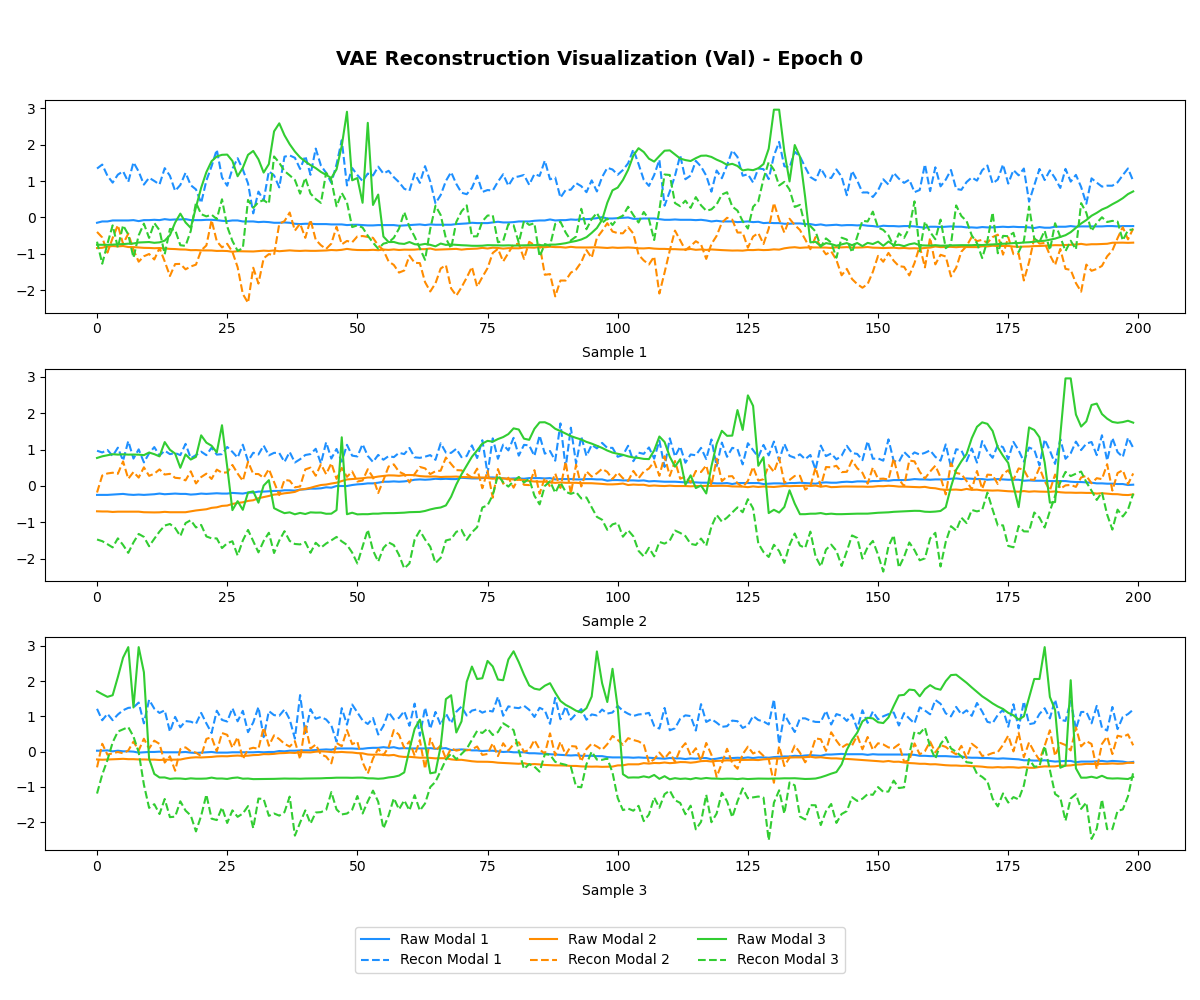 VAE Reconstruction Visualization (Val) - Epoch 0
3
2
1
0
−1
−2
0 25 50 75 100 125 150 175 200
Sample 1
3
2
1
0
−1
−2
0 25 50 75 100 125 150 175 200
Sample 2
3
2
1
0
−1
−2
0 25 50 75 100 125 150 175 200
Sample 3
Raw Modal 1 Raw Modal 2 Raw Modal 3
Recon Modal 1 Recon Modal 2 Recon Modal 3